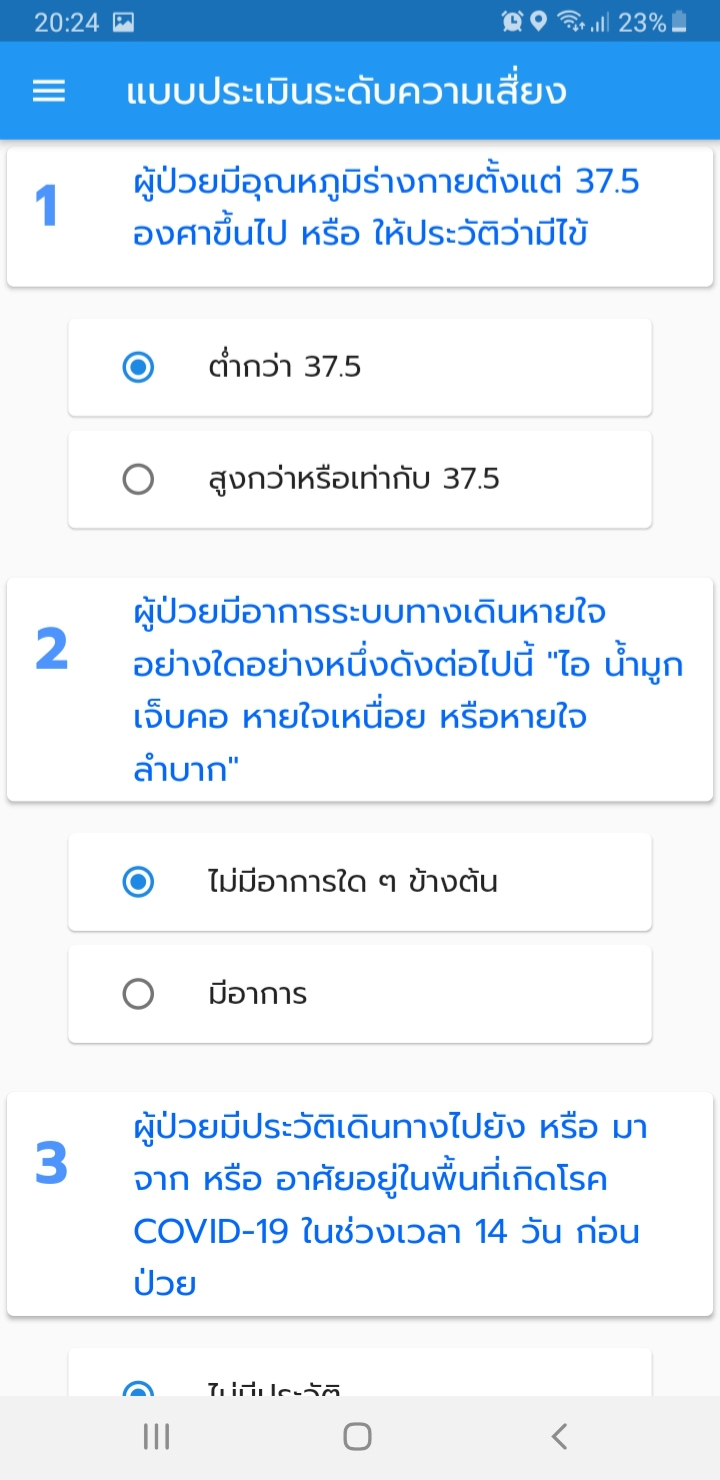 20:24
23%
แบบประเมินระดับความเสี่ยง
1
ผู้ป่วยมีอุณหภูมิร่างกายตั้งแต่ 37.5
องศาขึ้นไป หรือ ให้ประวัติว่ามีไข้
ต่ำกว่า 37.5
สูงกว่าหรือเท่ากับ 37.5
2
ผู้ป่วยมีอาการระบบทางเดินหายใจ
อย่างใดอย่างหนึ่งดังต่อไปนี้ "ไอ น้ำมูก
เจ็บคอ หายใจเหนื่อย หรือหายใจ
ลำบาก"
ไม่มีอาการใด ๆ ข้างต้น
มีอาการ
3
ผู้ป่วยมีประวัติเดินทางไปยัง หรือ มา
จาก หรือ อาศัยอยู่ในพื้นที่เกิดโรค
COVID-19 ในช่วงเวลา 14 วัน ก่อน
ป่วย
ไม่มีประวัติ